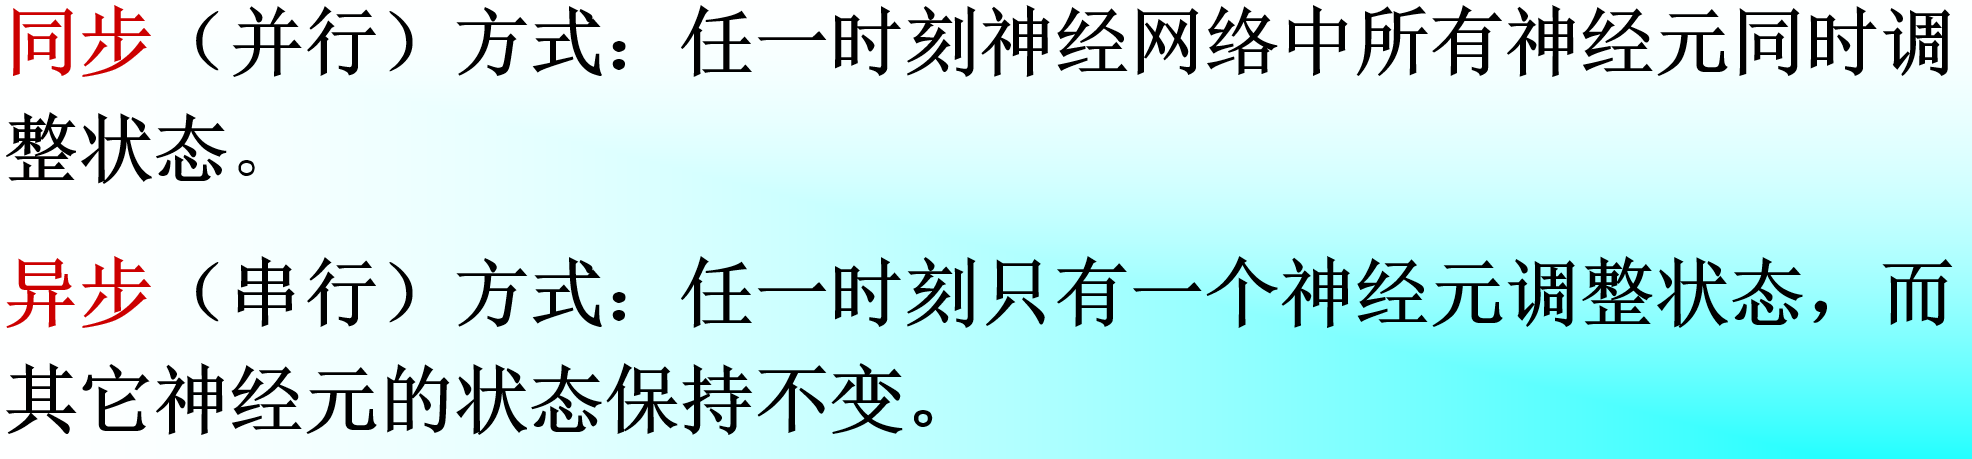 同步（并行）方式：任一时刻神经网络中所有神经元同时调
整状态。
异步（串行）方式：任一时刻只有一个神经元调整状态，而
其它神经元的状态保持不变。